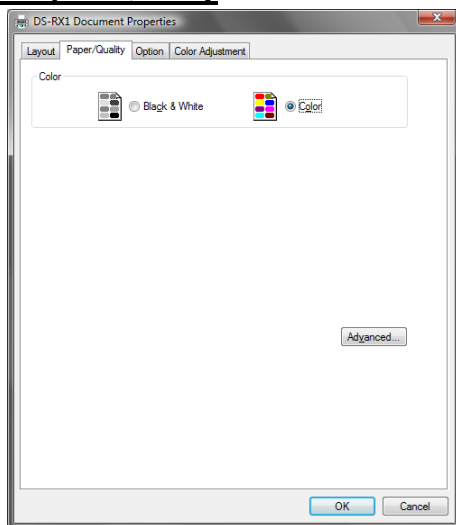 DS-RX1 Document Properties
Layout Paper/Quality Option Color Adjustment
Color
Black & White Color
Advanced...
OK Cancel